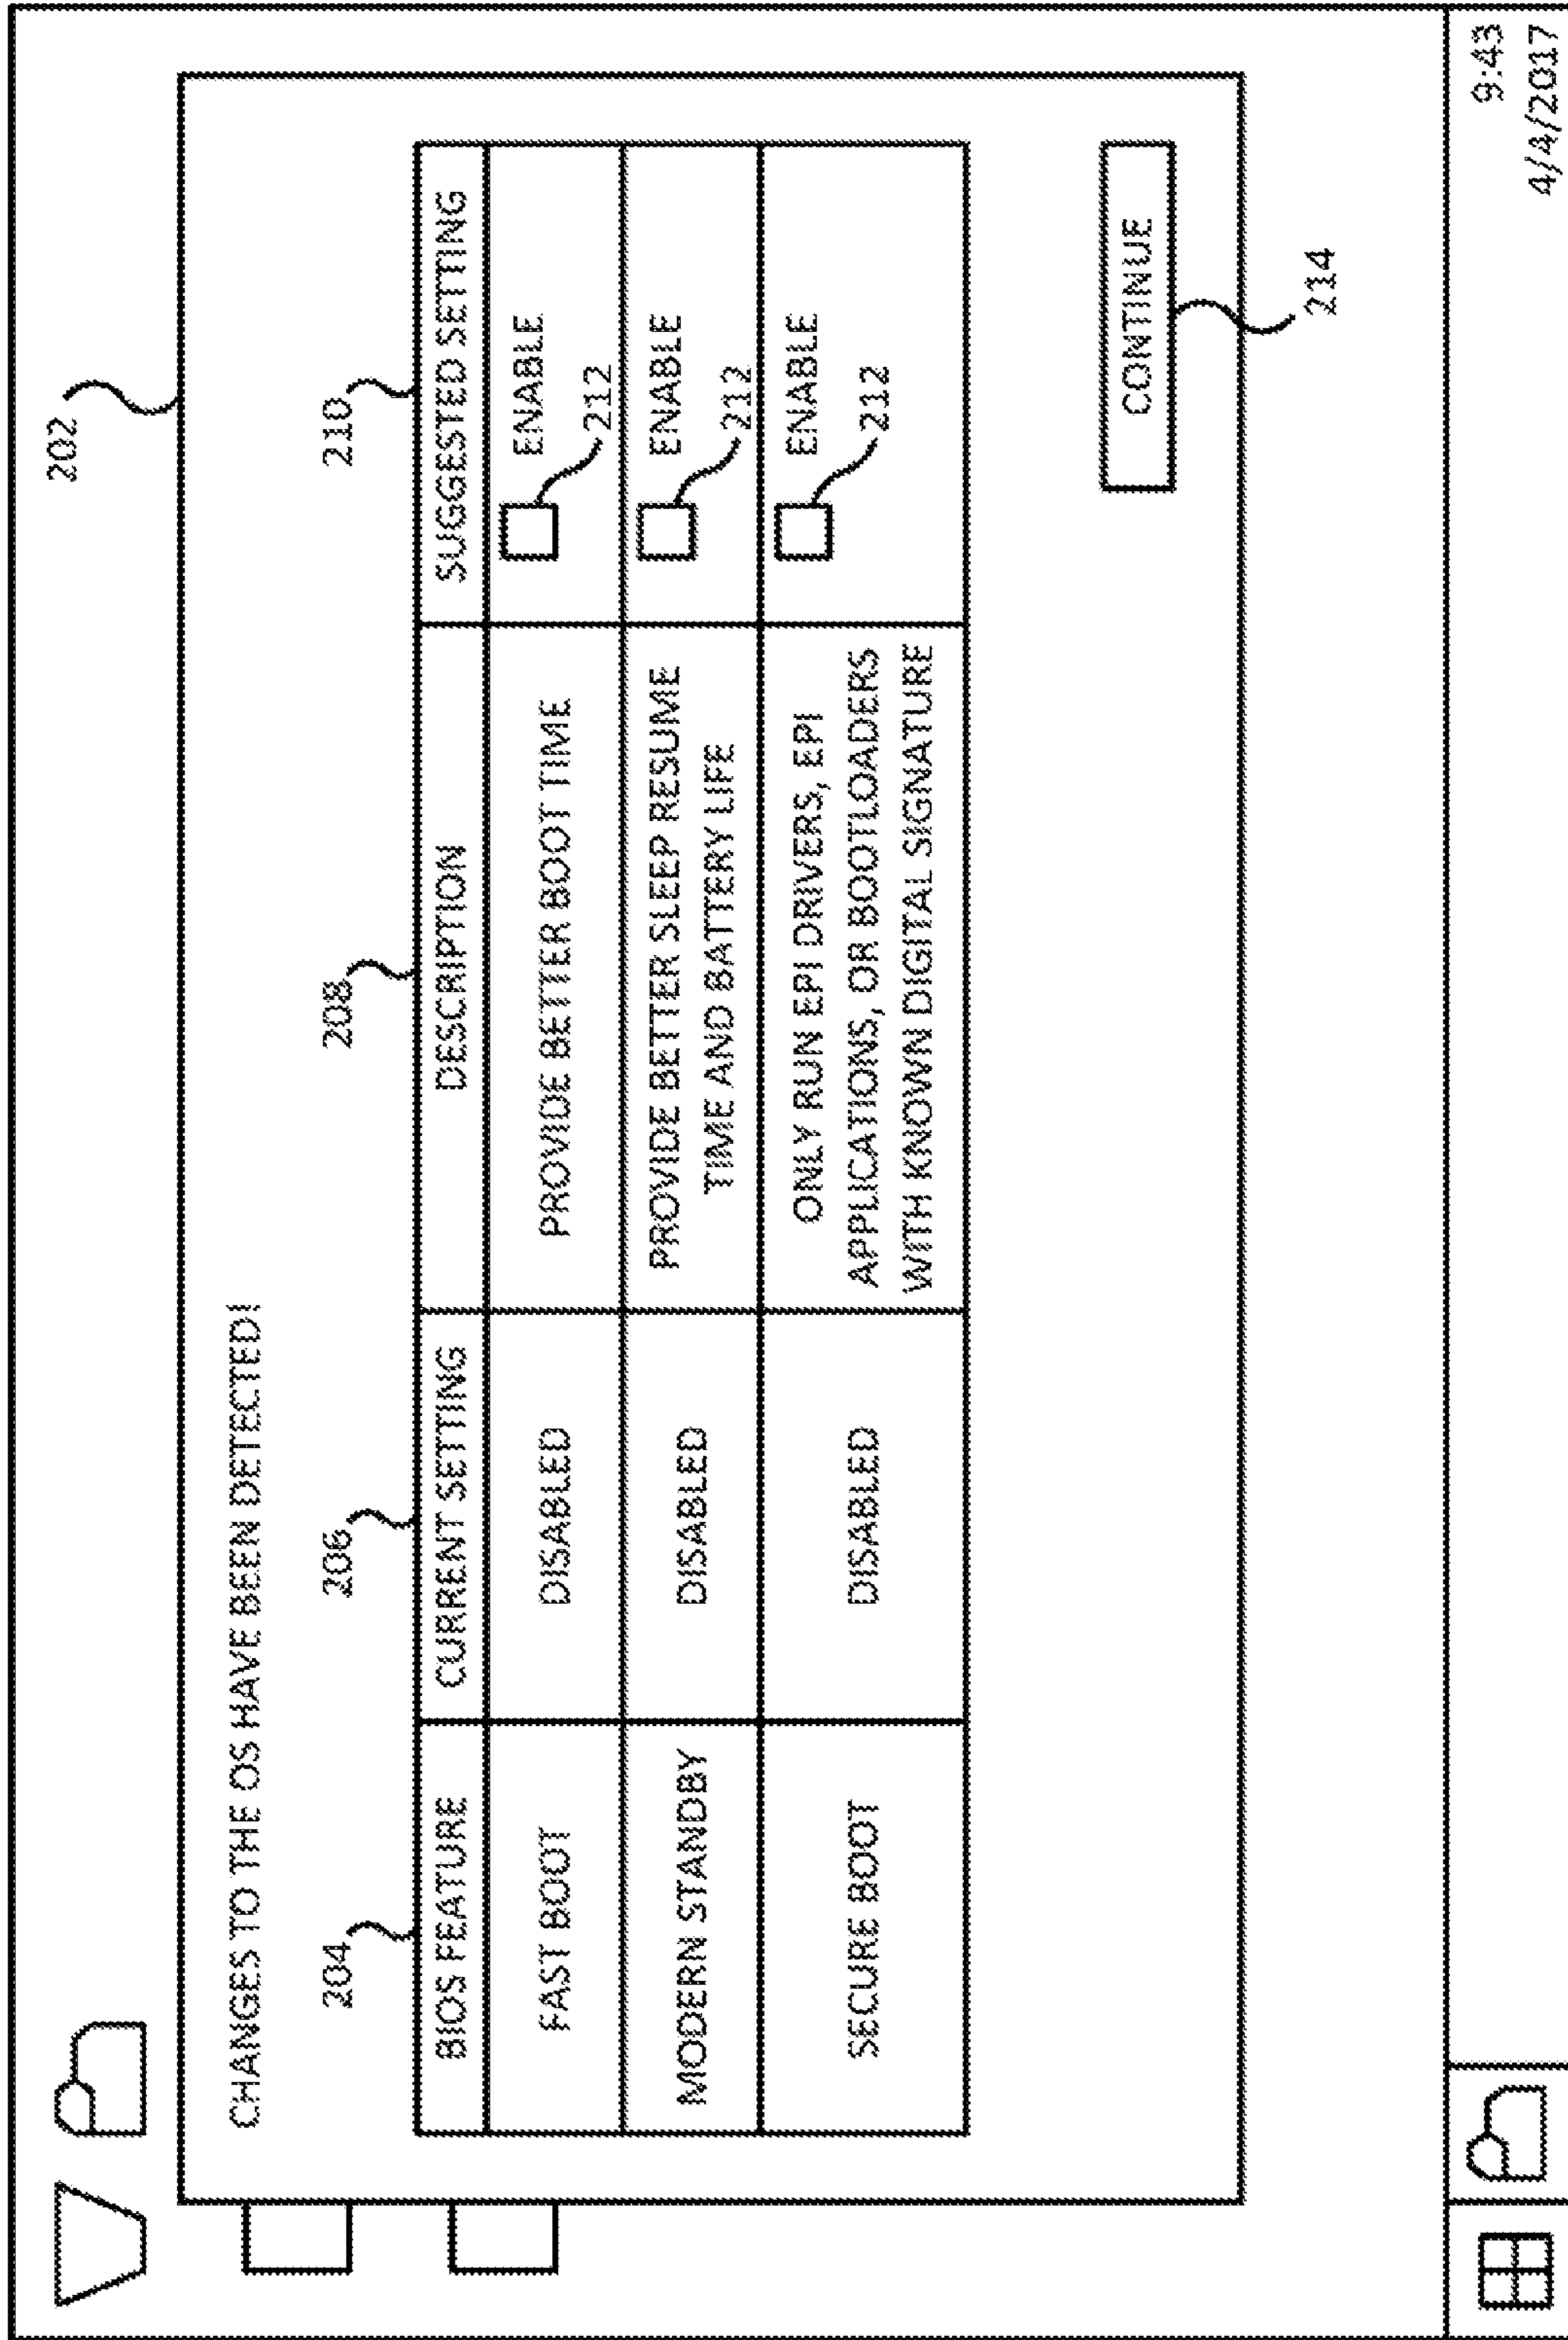 202
CHANGES TO THE OS HAVE BEEN DETECTED!
204
206
208
210
BIOS FEATURE
CURRENT SETTING
DESCRIPTION
SUGGESTED SETTING
FAST BOOT
DISABLED
PROVIDE BETTER BOOT TIME
ENABLE
212
MODERN STANDBY
DISABLED
PROVIDE BETTER SLEEP RESUME
TIME AND BATTERY LIFE
ENABLE
212
SECURE BOOT
DISABLED
ONLY RUN EPI DRIVERS, EPI
APPLICATIONS, OR BOOTLOADERS
WITH KNOWN DIGITAL SIGNATURE
ENABLE
212
CONTINUE
214
9:43
4/4/2017